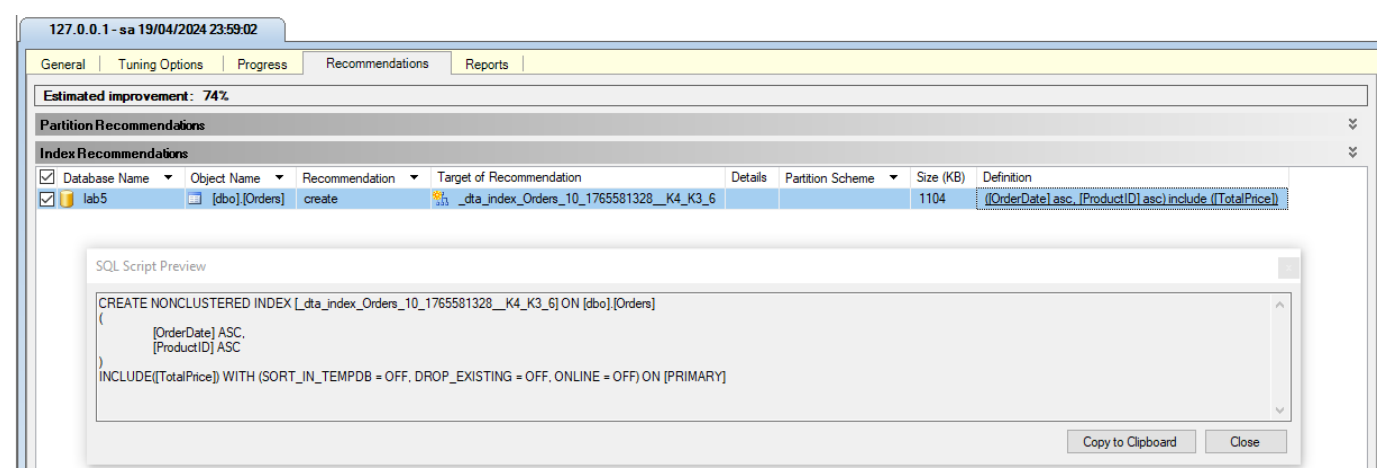 127.0.0.1 - sa 19/04/2024 23:59:02
General Tuning Options Progress Recommendations Reports
Estimated improvement: 74%
Partition Recommendations
Index Recommendations
Database Name Object Name Recommendation Target of Recommendation Details Partition Scheme Size (KB) Definition
lab5 [dbo].[Orders] create _dta_index_Orders_10_1765581328__K4_K3_6 1104 ([OrderDate] asc, [ProductID] asc) include ([TotalPrice])
SQL Script Preview
x
CREATE NONCLUSTERED INDEX [_dta_index_Orders_10_1765581328__K4_K3_6] ON [dbo].[Orders]
(
[OrderDate] ASC,
[ProductID] ASC
)
INCLUDE([TotalPrice]) WITH (SORT_IN_TEMPDB = OFF, DROP_EXISTING = OFF, ONLINE = OFF) ON [PRIMARY]
Copy to Clipboard Close